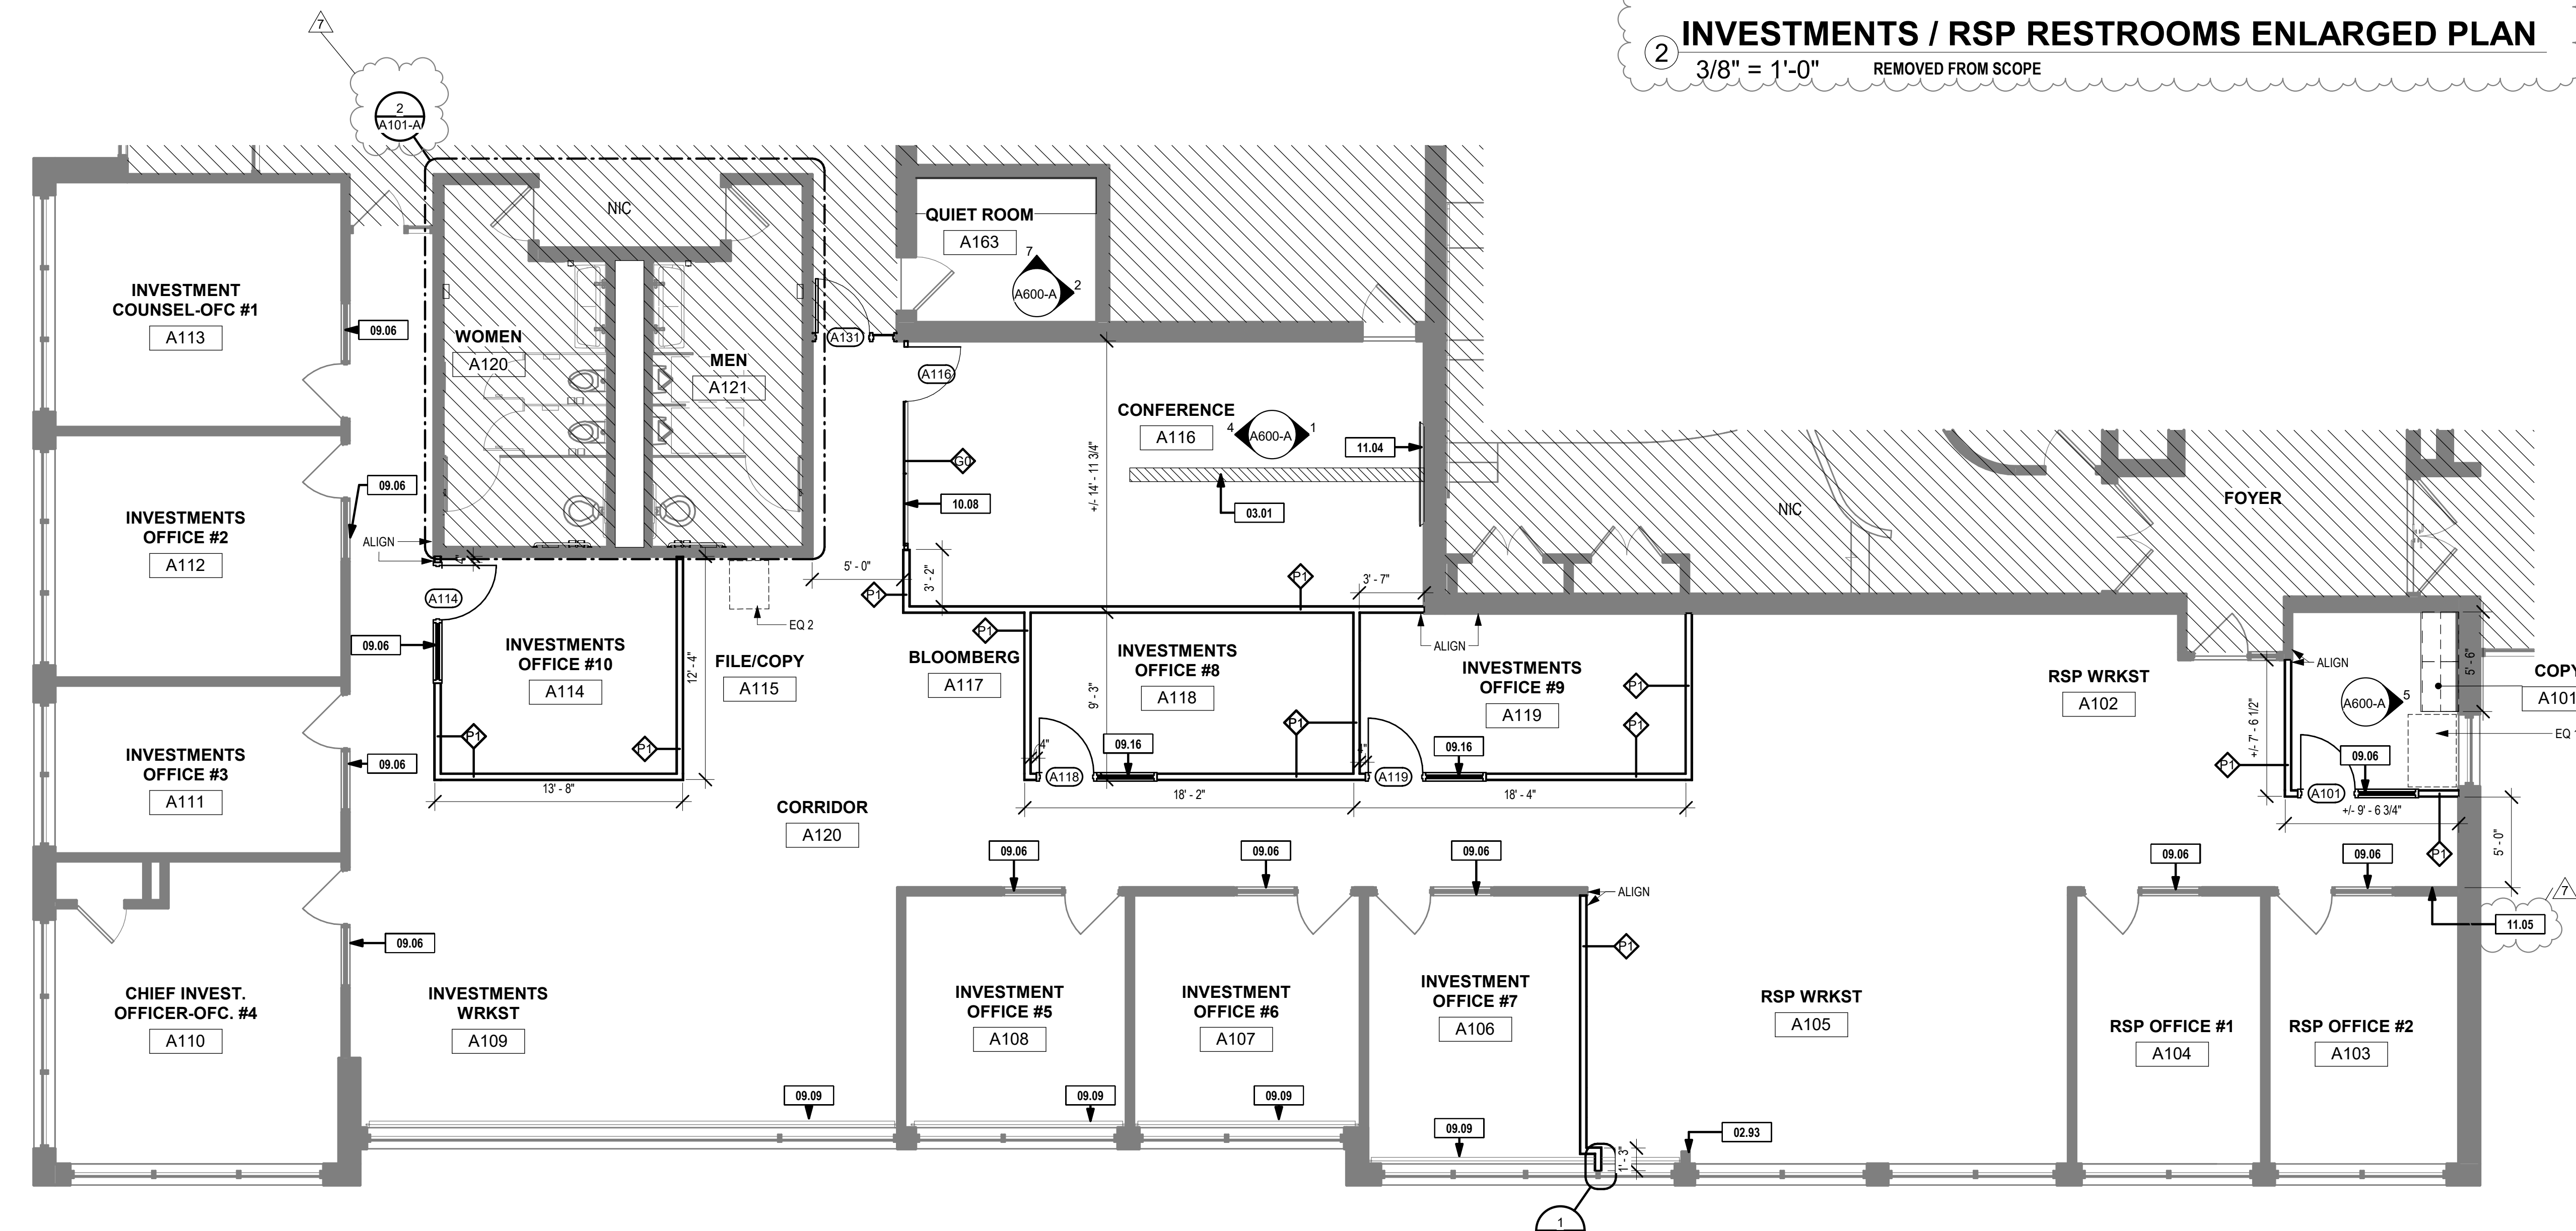 INVESTMENTS / RSP RESTROOMS ENLARGED PLAN
2
3/8" = 1'-0"
REMOVED FROM SCOPE
7
2
A101-A
NIC
QUIET ROOM
A163
7
2
A600-A
INVESTMENT
COUNSEL-OFC #1
A113
09.06
WOMEN
A120
MEN
A121
A131
A116
CONFERENCE
A116
4
A600-A
1
11.04
G0
10.08
+/- 14' - 11 3/4"
03.01
NIC
FOYER
09.06
INVESTMENTS
OFFICE #2
A112
ALIGN
4"
A114
5' - 0"
P1
3' - 2"
P1
3' - 7"
EQ 2
09.06
INVESTMENTS
OFFICE #10
A114
12' - 4"
FILE/COPY
A115
P1
BLOOMBERG
A117
INVESTMENTS
OFFICE #8
A118
9' - 3"
ALIGN
INVESTMENTS
OFFICE #9
A119
P1
P1
P1
RSP WRKST
A102
ALIGN
5' - 6"
COPY
A101
A600-A
5
EQ 1
+/- 7' - 6 1/2"
P1
P1
P1
INVESTMENTS
OFFICE #3
A111
09.06
4"
A118
09.16
4"
A119
09.16
09.06
A101
13' - 8"
18' - 2"
18' - 4"
+/- 9' - 6 3/4"
CORRIDOR
A120
5' - 0"
P1
09.06
09.06
09.06
09.06
09.06
ALIGN
7
11.05
P1
09.06
CHIEF INVEST.
OFFICER-OFC. #4
A110
INVESTMENTS
WRKST
A109
INVESTMENT
OFFICE #5
A108
INVESTMENT
OFFICE #6
A107
INVESTMENT
OFFICE #7
A106
RSP WRKST
A105
RSP OFFICE #1
A104
RSP OFFICE #2
A103
09.09
09.09
09.09
09.09
02.93
1' - 3"
1